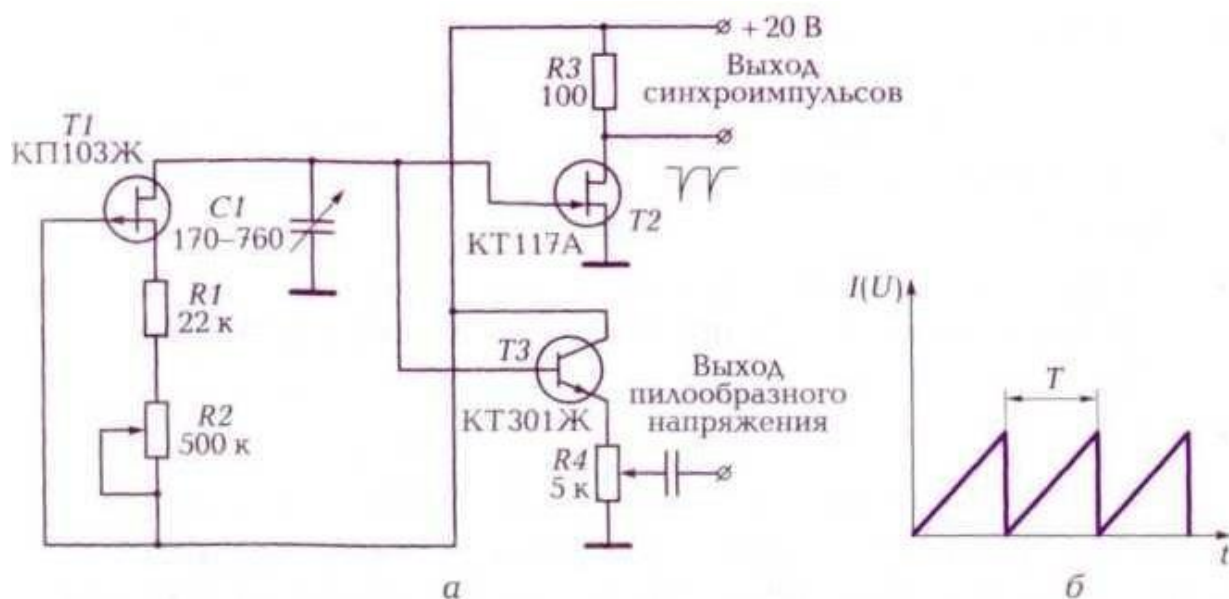 + 20 В
R3
100
Выход
синхроимпульсов
T1
КП103Ж
C1
170–760
T2
КТ117А
R1
22 к
I(U)
T3
Выход
пилообразного
напряжения
T
КТ301Ж
R2
500 к
R4
5 к
t
а
б